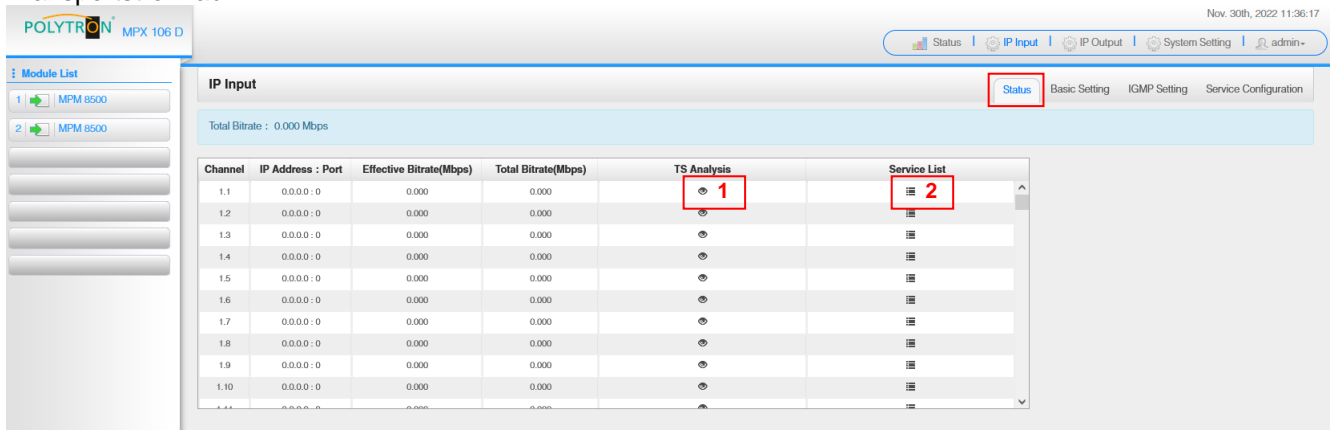 POLYTRON MPX 106 D
Nov. 30th, 2022 11:36:17
Status IP Input IP Output System Setting admin
Module List
1 MPM 8500
2 MPM 8500
IP Input
Status Basic Setting IGMP Setting Service Configuration
Total Bitrate : 0.000 Mbps
Channel IP Address : Port Effective Bitrate(Mbps) Total Bitrate(Mbps) TS Analysis Service List
1.1 0.0.0.0 : 0 0.000 0.000 1 2
1.2 0.0.0.0 : 0 0.000 0.000
1.3 0.0.0.0 : 0 0.000 0.000
1.4 0.0.0.0 : 0 0.000 0.000
1.5 0.0.0.0 : 0 0.000 0.000
1.6 0.0.0.0 : 0 0.000 0.000
1.7 0.0.0.0 : 0 0.000 0.000
1.8 0.0.0.0 : 0 0.000 0.000
1.9 0.0.0.0 : 0 0.000 0.000
1.10 0.0.0.0 : 0 0.000 0.000